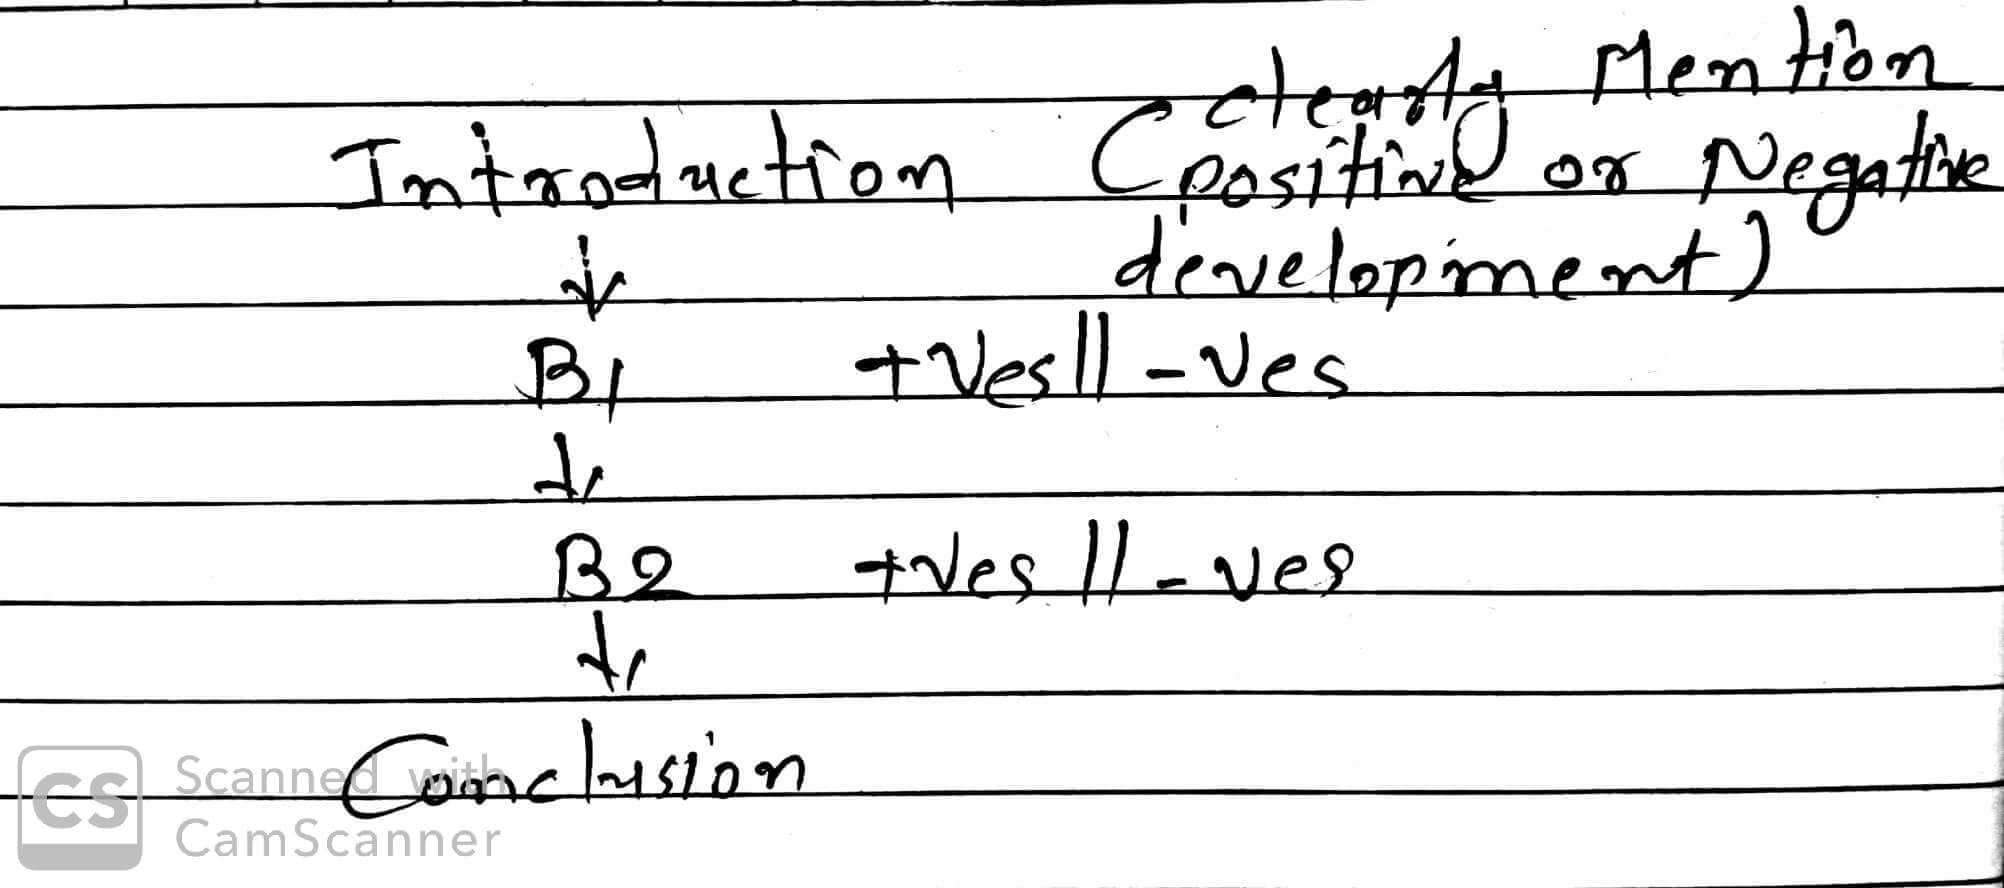 clearly Mention
Introduction (positive or Negative
development)
↓
B1 +ves || -ves
↓
B2 +ves || -ves
↓
Conclusion
CS Scanned with
CamScanner